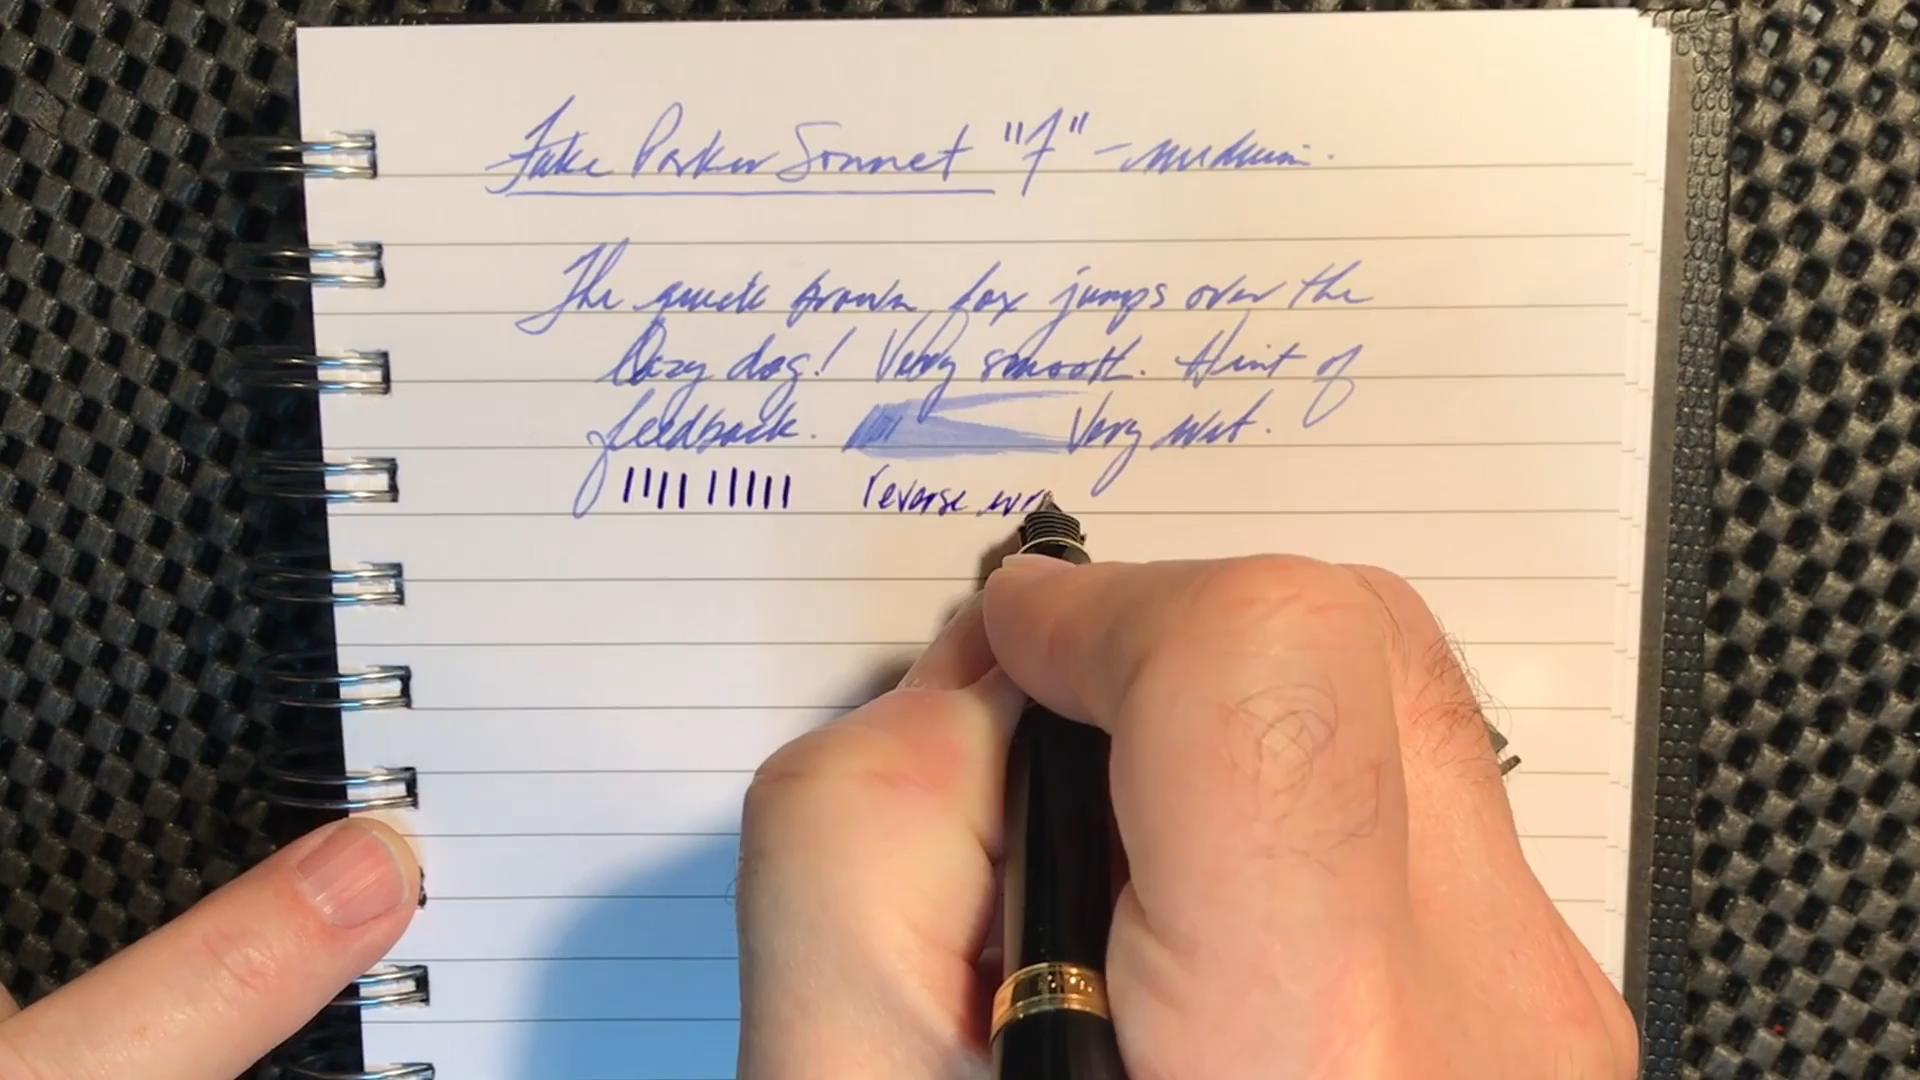 Fake Parker Sonnet "f" - medium.
The quick brown fox jumps over the
lazy dog! Very smooth. Hint of
feedback. Very wet.
reverse wr